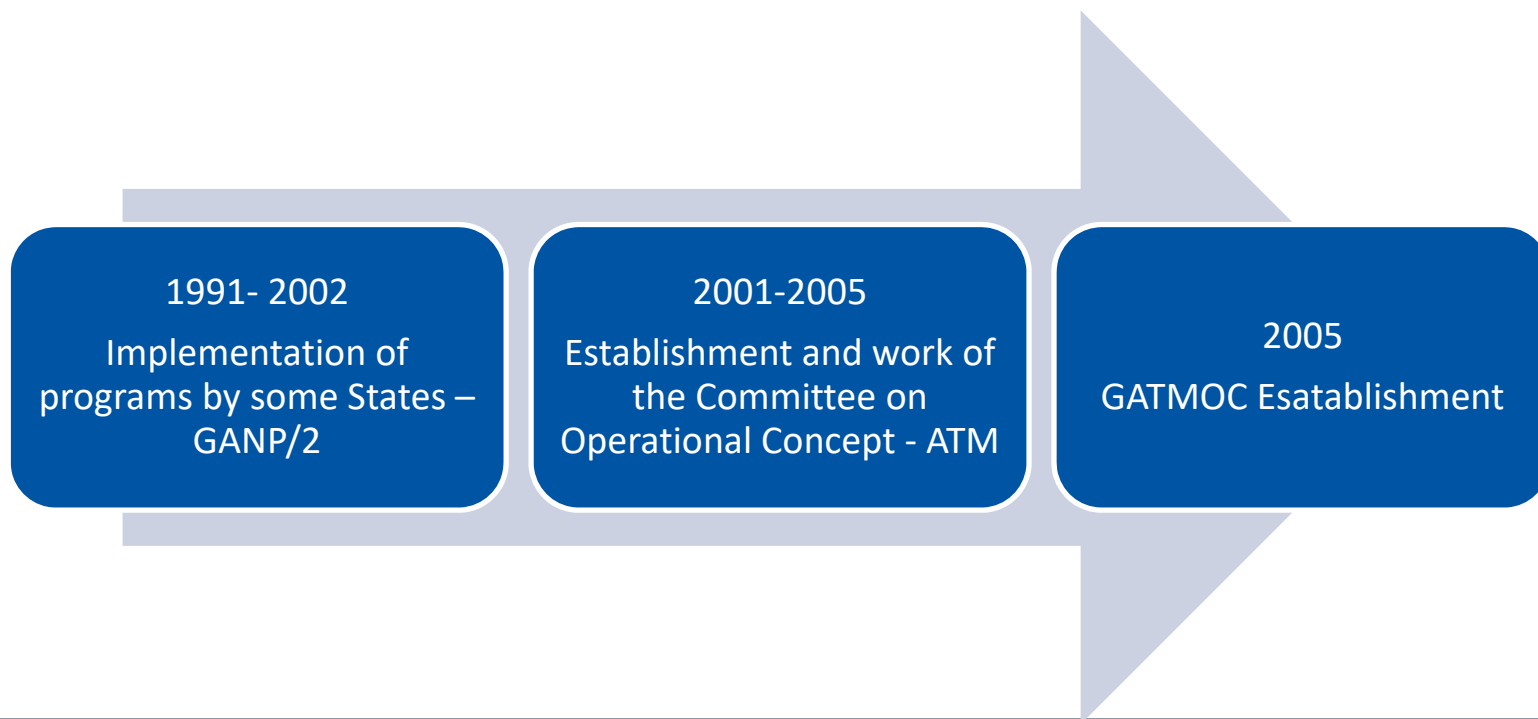 1991- 2002
Implementation of
programs by some States –
GANP/2
2001-2005
Establishment and work of
the Committee on
Operational Concept - ATM
2005
GATMOC Esatablishment